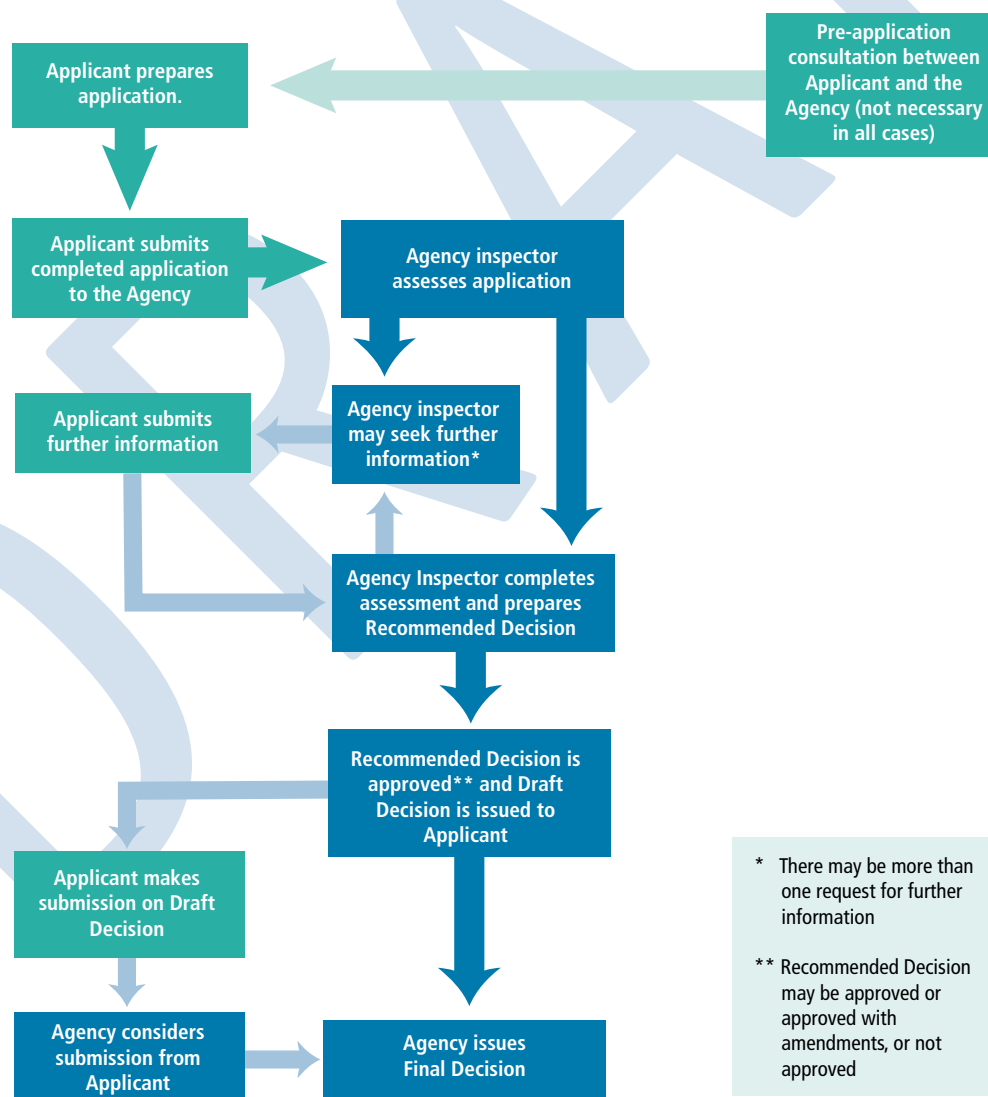 Pre-application
consultation between
Applicant and the
Agency (not necessary
in all cases)
Applicant prepares
application.
Applicant submits
completed application
to the Agency
Agency inspector
assesses application
Agency inspector
may seek further
information*
Applicant submits
further information
Agency Inspector completes
assessment and prepares
Recommended Decision
Recommended Decision is
approved** and Draft
Decision is issued to
Applicant
Applicant makes
submission on Draft
Decision
Agency considers
submission from
Applicant
Agency issues
Final Decision
* There may be more than
one request for further
information
** Recommended Decision
may be approved or
approved with
amendments, or not
approved
DRA